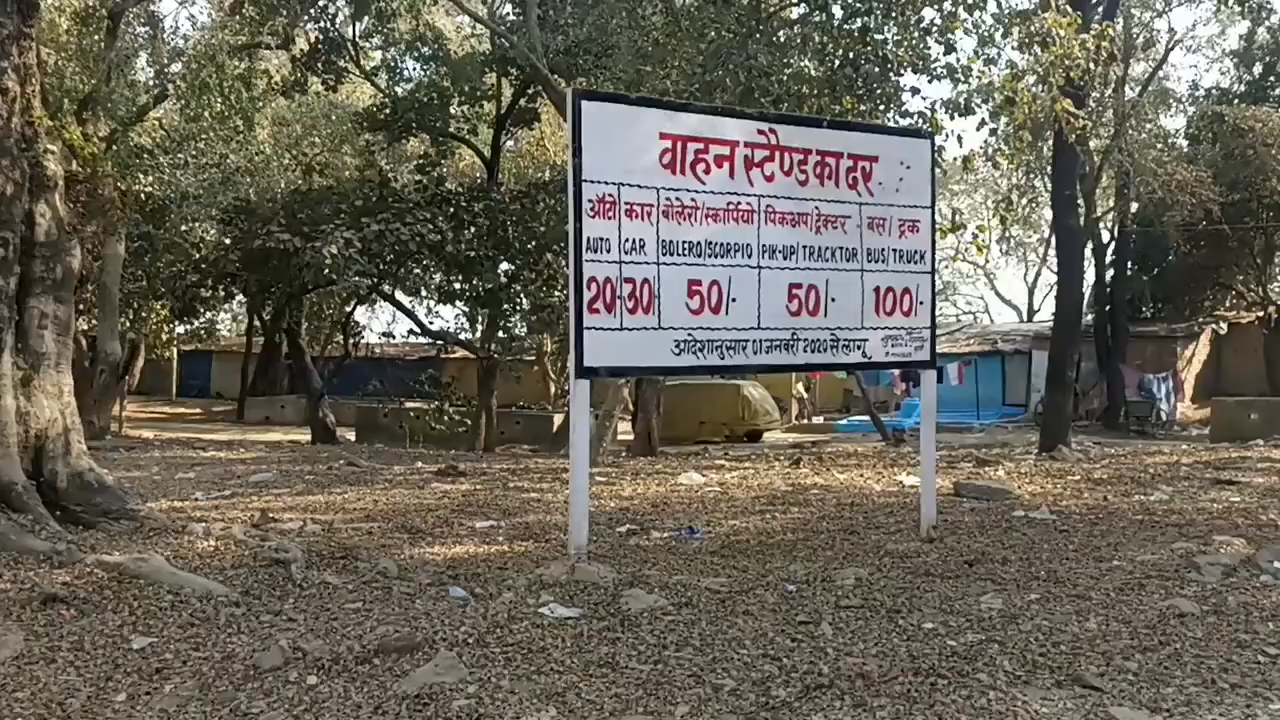 वाहन स्टैण्ड का दर
ऑटो कार बोलेरो/स्कार्पियो पिकअप/ट्रेक्टर बस/ट्रक
AUTO CAR BOLERO/SCORPIO PIK-UP/TRACKTOR BUS/TRUCK
20 30 50/- 50/- 100/-
आदेशानुसार 01 जनवरी 2020 से लागू